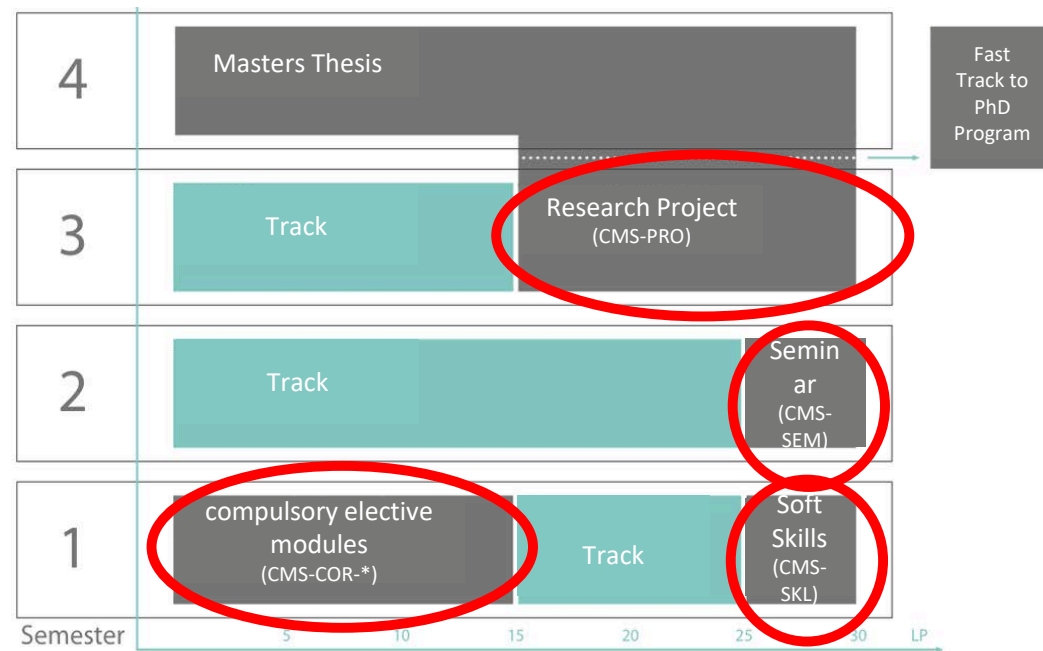 4
Masters Thesis
Fast
Track to
PhD
Program
3
Track
Research Project
(CMS-PRO)
2
Track
Semin
ar
(CMS-
SEM)
1
compulsory elective
modules
(CMS-COR-*)
Track
Soft
Skills
(CMS-
SKL)
Semester 5 10 15 20 25 30 LP